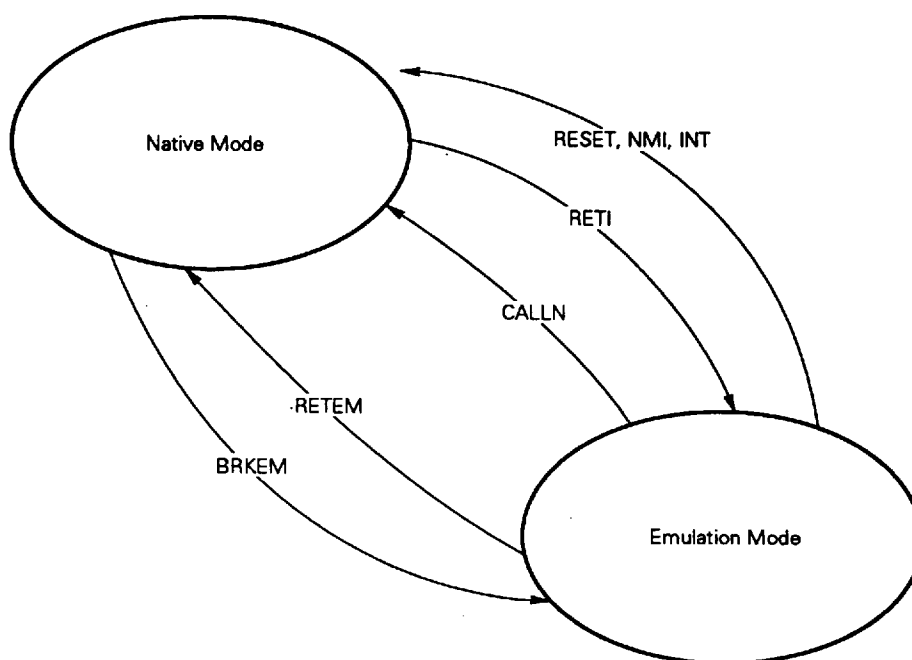 Native Mode
RESET, NMI, INT
RETI
CALLN
RETEM
BRKEM
Emulation Mode